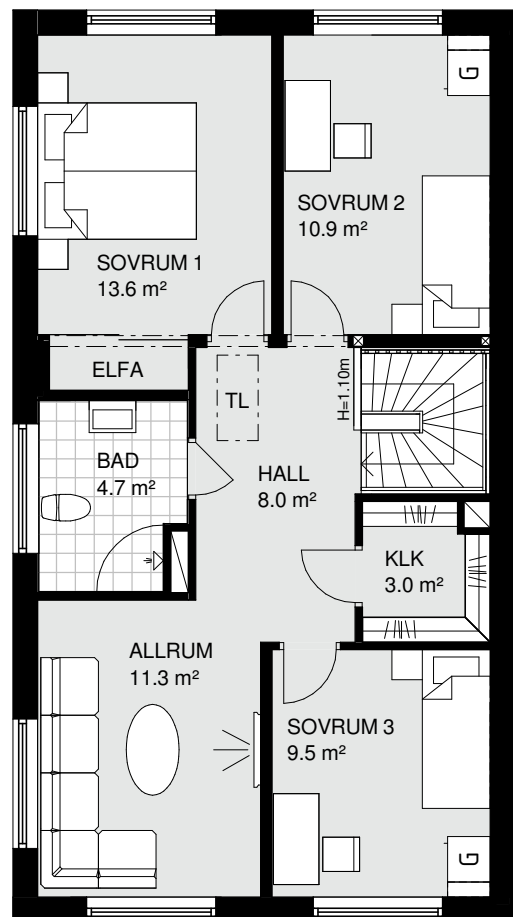 G
SOVRUM 2
10.9 m²
SOVRUM 1
13.6 m²
ELFA
TL
H=1.10m
BAD
4.7 m²
HALL
8.0 m²
KLK
3.0 m²
ALLRUM
11.3 m²
SOVRUM 3
9.5 m²
G